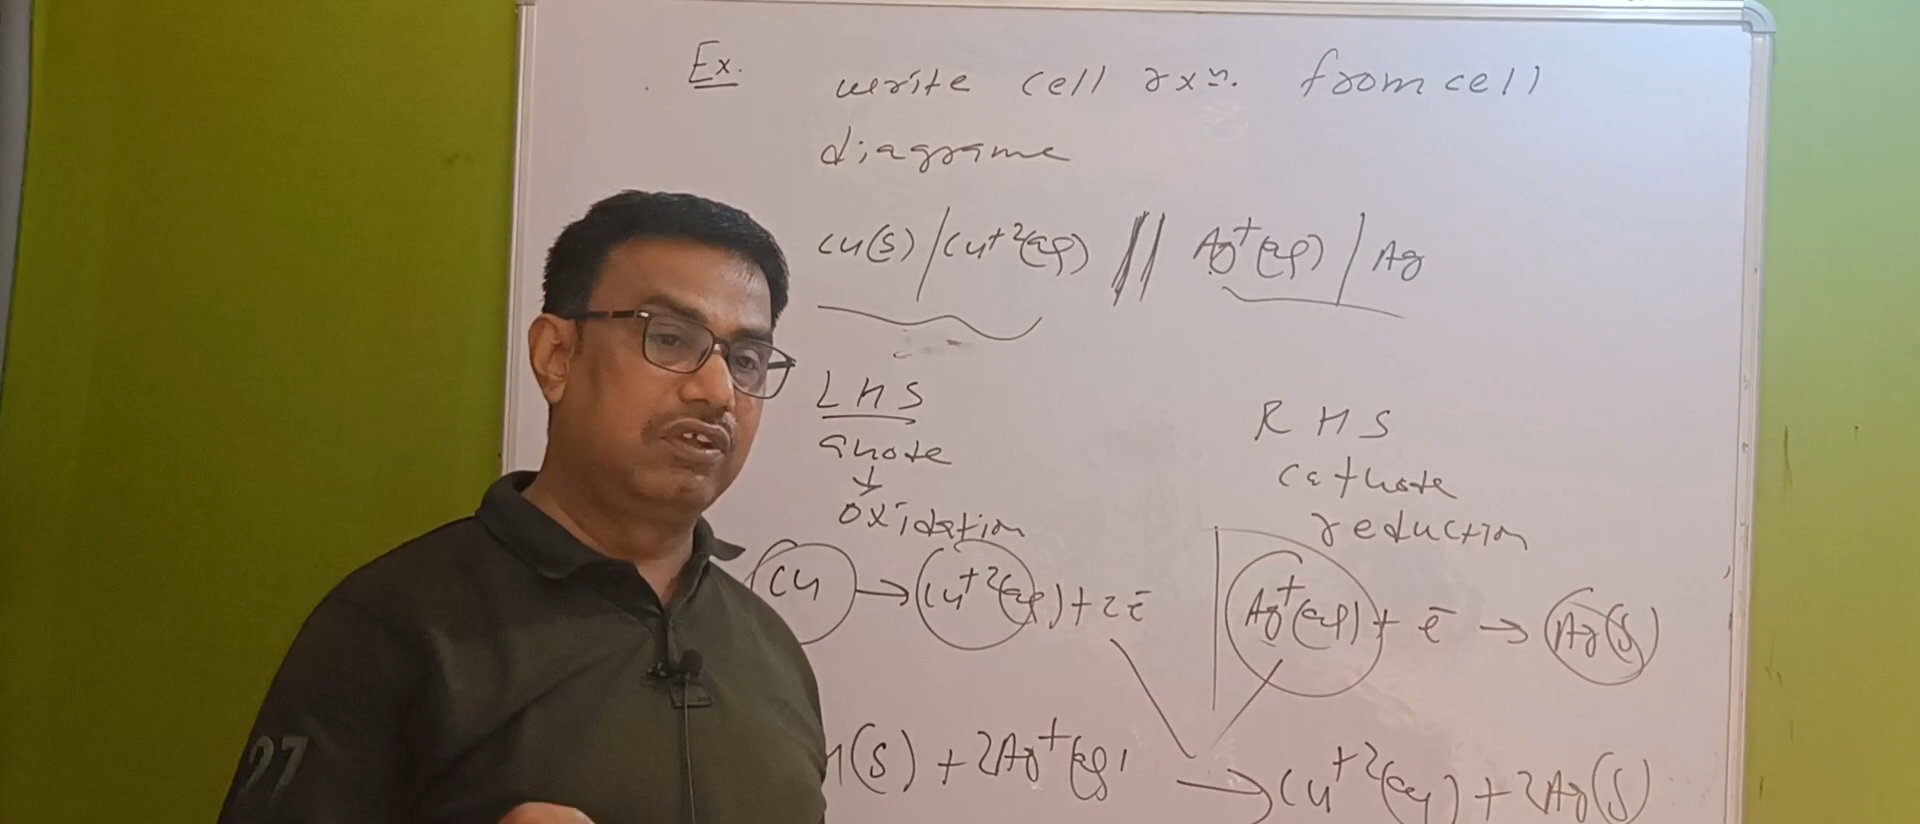 Ex. write cell rxn. from cell
diagrame
Cu(s) / Cu+2(aq) || Ag+(aq) / Ag
LHS
RHS
anode
cathode
↓
oxidation
reduction
Cu → Cu+2(aq) + 2e-
Ag+(aq) + e- → Ag(s)
(s) + 2Ag+(aq) → Cu+2(aq) + 2Ag(s)
97